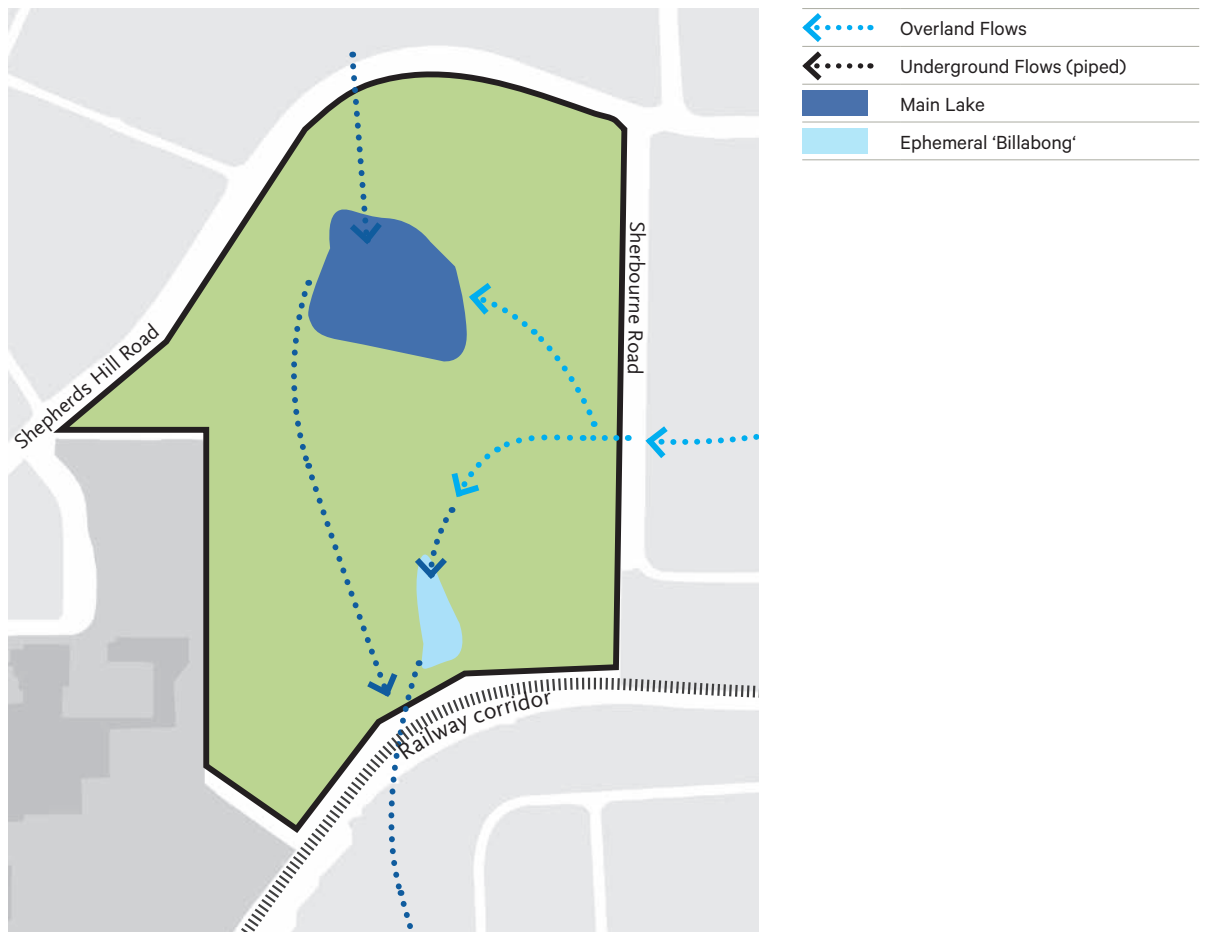 Overland Flows
Underground Flows (piped)
Main Lake
Ephemeral ‘Billabong‘
Sherbourne Road
Shepherds Hill Road
Railway corridor